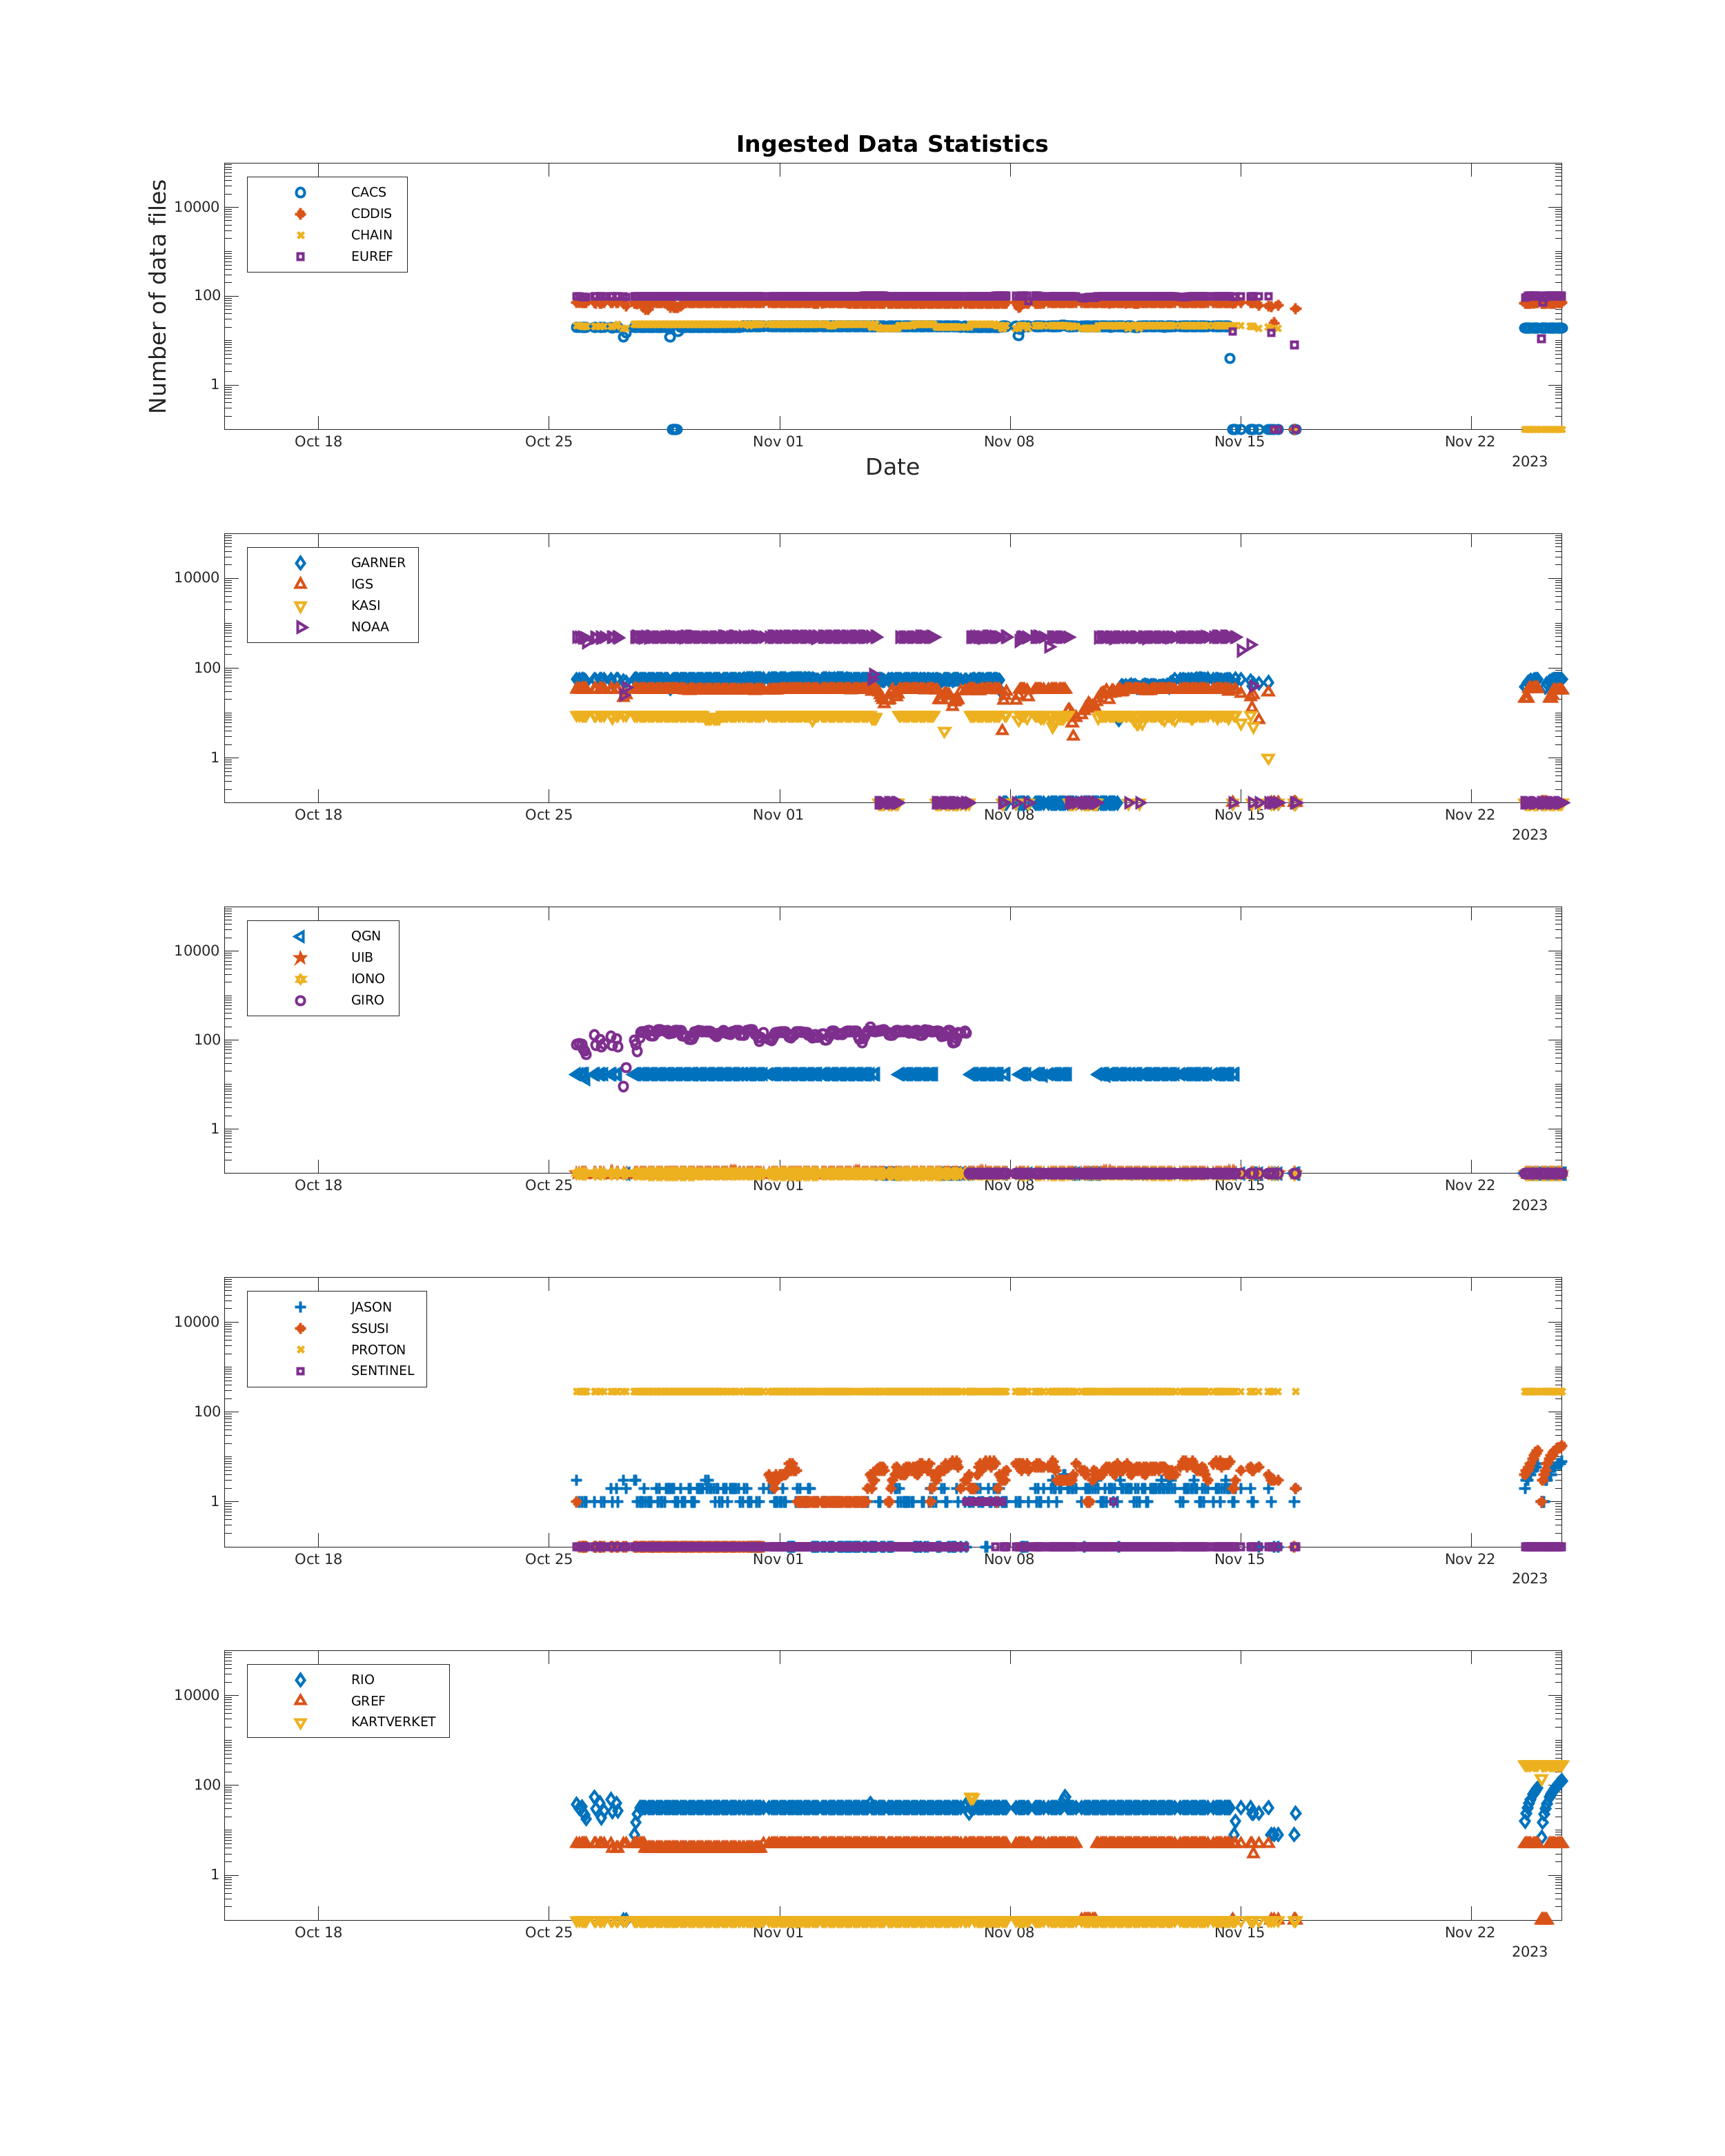 Ingested Data Statistics
Number of data files
10000
100
1
CACS
CDDIS
CHAIN
EUREF
Oct 18
Oct 25
Nov 01
Nov 08
Nov 15
Nov 22
2023
Date
10000
100
1
GARNER
IGS
KASI
NOAA
Oct 18
Oct 25
Nov 01
Nov 08
Nov 15
Nov 22
2023
10000
100
1
QGN
UIB
IONO
GIRO
Oct 18
Oct 25
Nov 01
Nov 08
Nov 15
Nov 22
2023
10000
100
1
JASON
SSUSI
PROTON
SENTINEL
Oct 18
Oct 25
Nov 01
Nov 08
Nov 15
Nov 22
2023
10000
100
1
RIO
GREF
KARTVERKET
Oct 18
Oct 25
Nov 01
Nov 08
Nov 15
Nov 22
2023